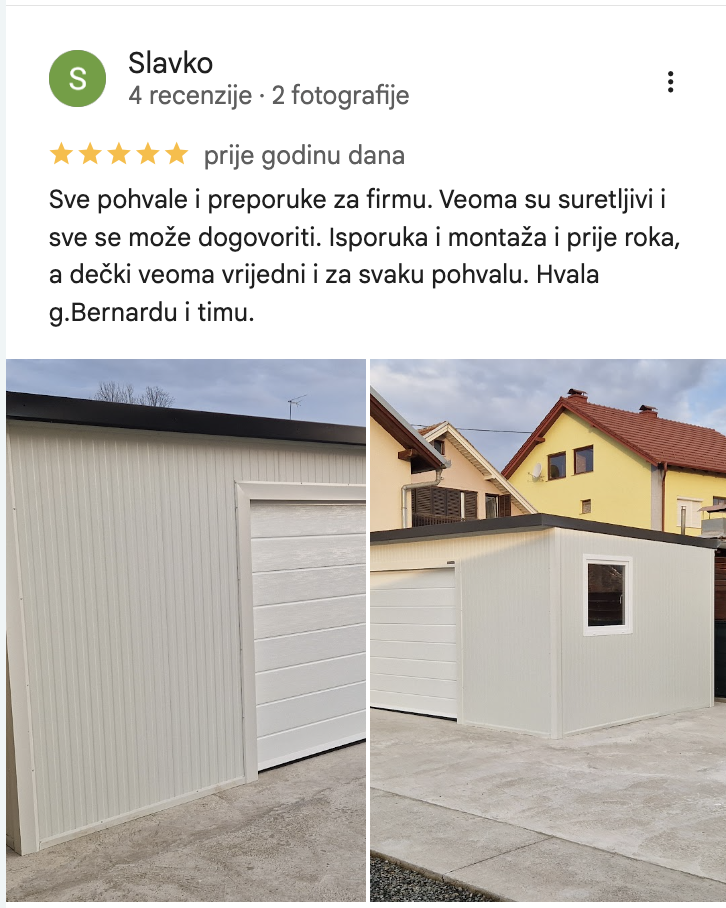 S
Slavko
4 recenzije · 2 fotografije
prije godinu dana
Sve pohvale i preporuke za firmu. Veoma su suretljivi i
sve se može dogovoriti. Isporuka i montaža i prije roka,
a dečki veoma vrijedni i za svaku pohvalu. Hvala
g.Bernardu i timu.